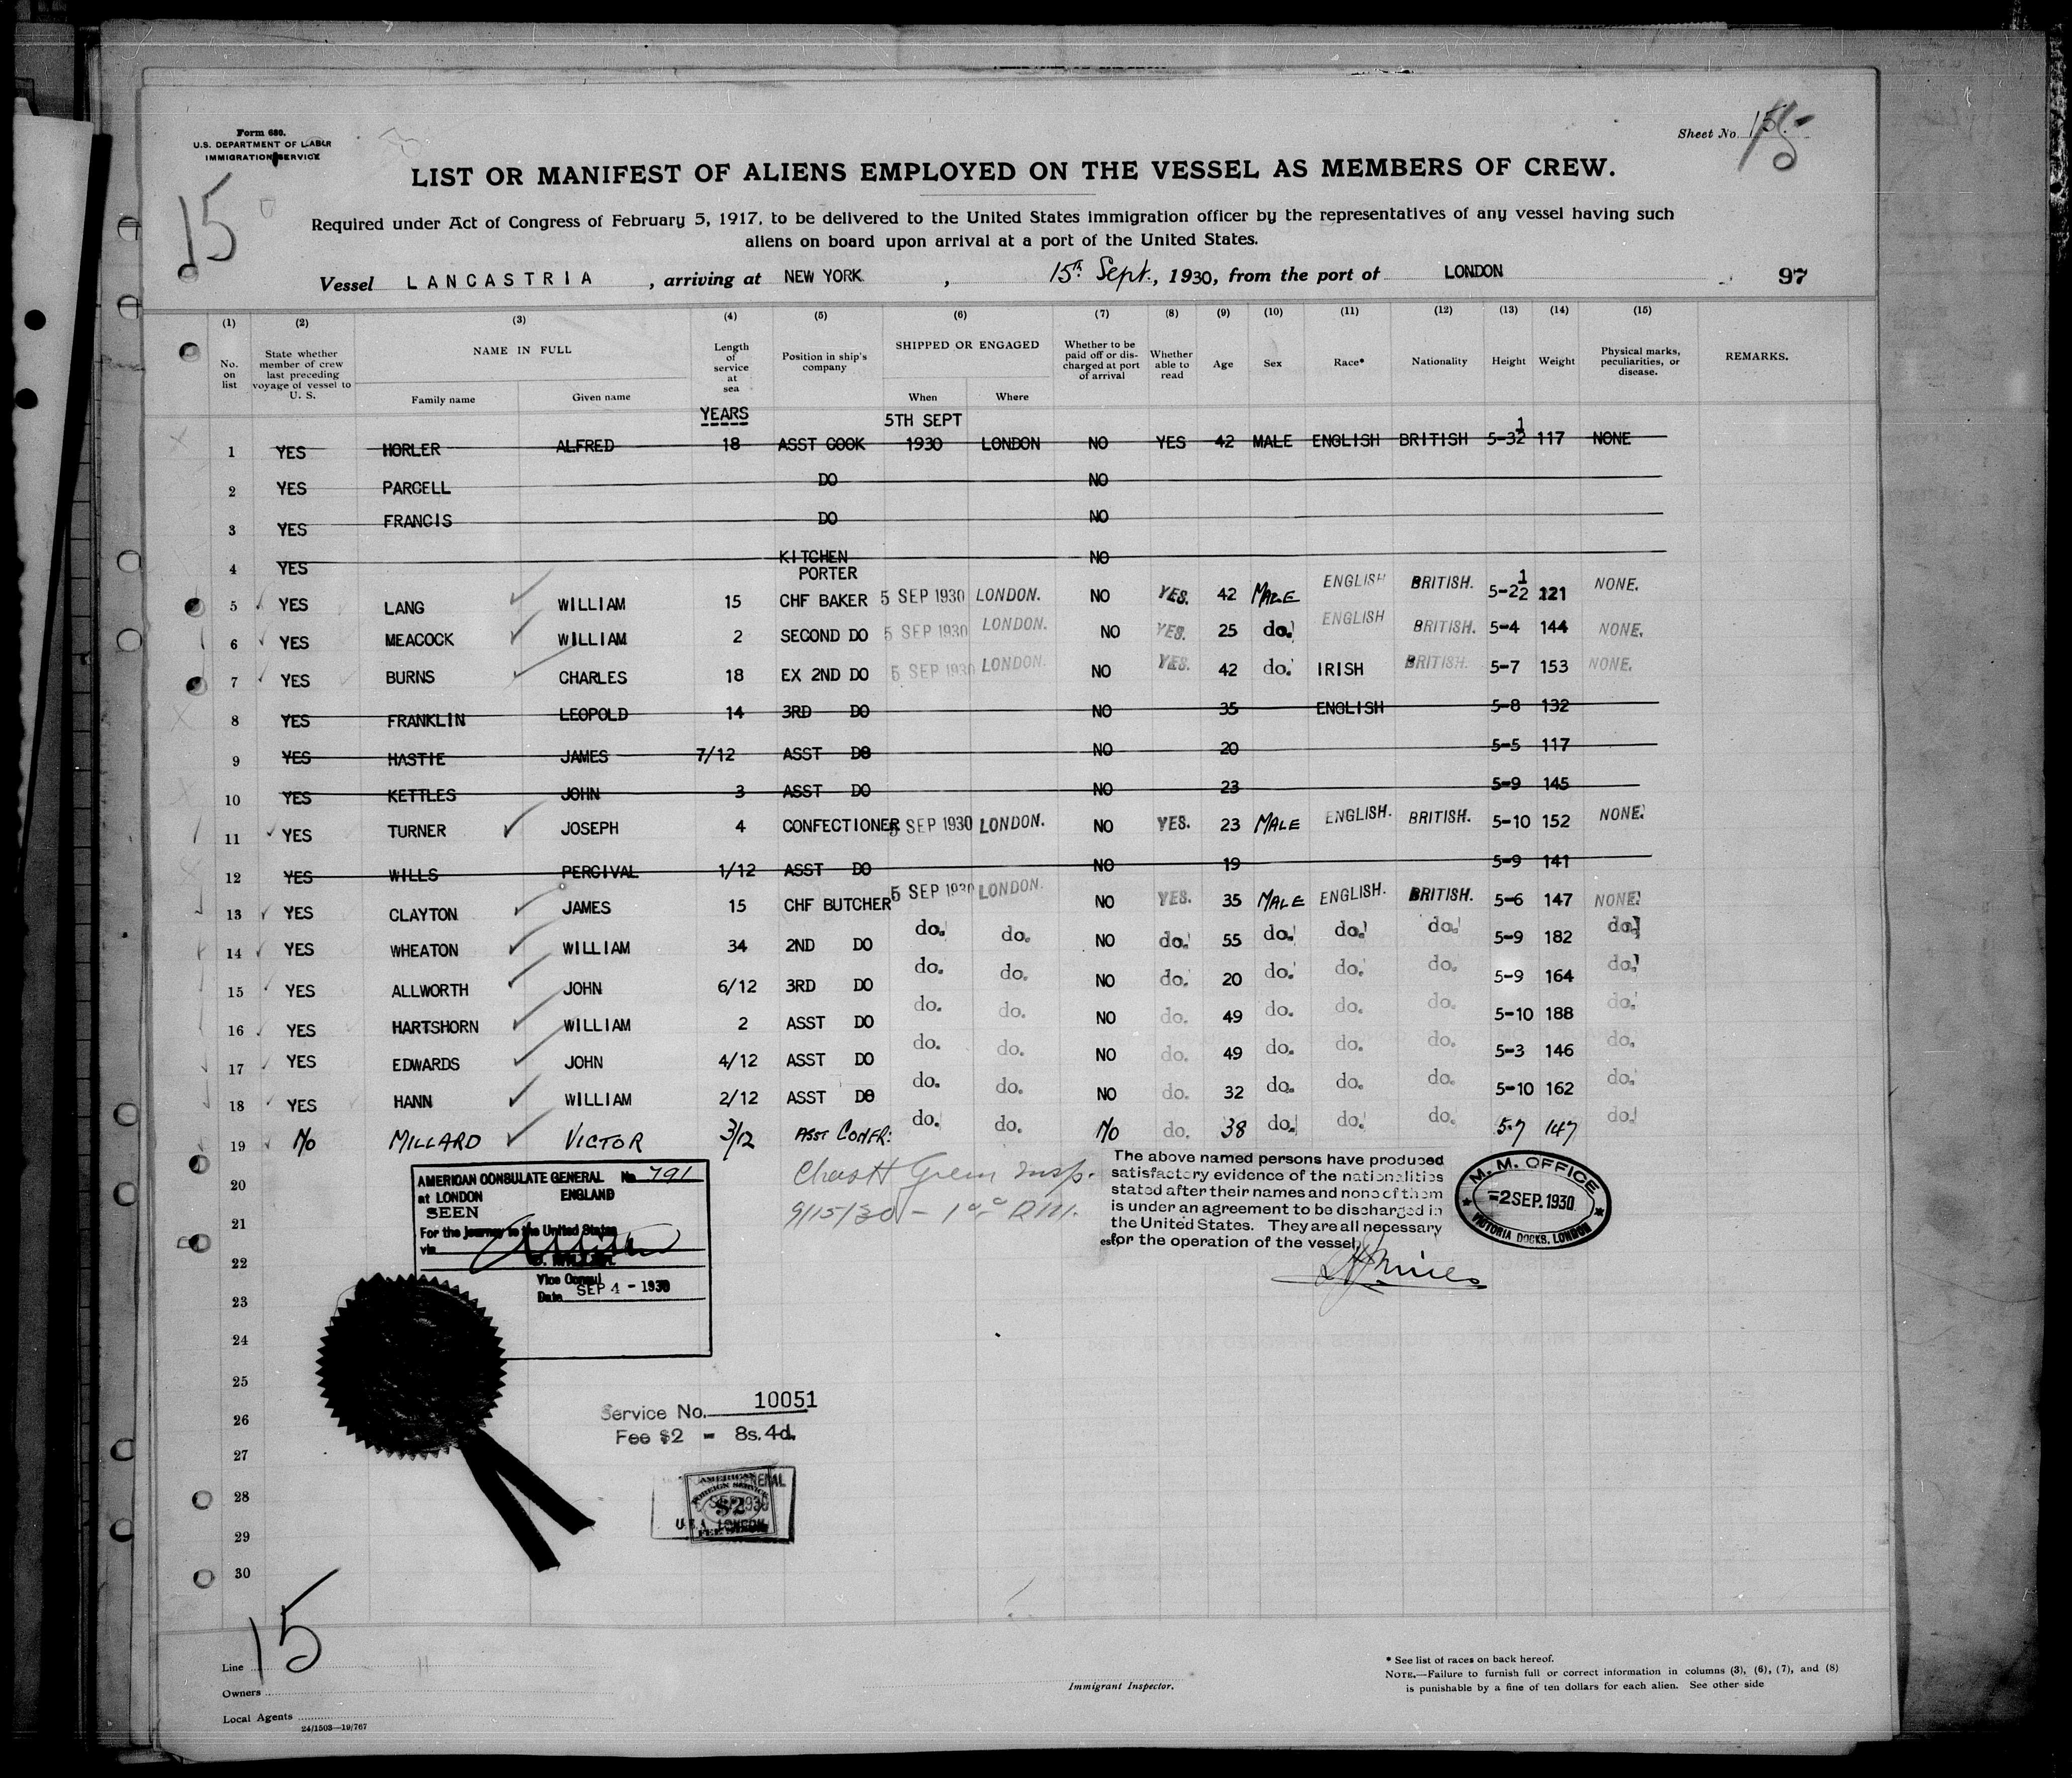 Form 680.
U.S. DEPARTMENT OF LABOR
IMMIGRATION SERVICE
Sheet No.
15
LIST OR MANIFEST OF ALIENS EMPLOYED ON THE VESSEL AS MEMBERS OF CREW.
Required under Act of Congress of February 5, 1917, to be delivered to the United States immigration officer by the representatives of any vessel having such
aliens on board upon arrival at a port of the United States.
Vessel LANCASTRIA, arriving at NEW YORK, 15th Sept., 1930, from the port of LONDON 97
(1) (2) (3) (4) (5) (6) (7) (8) (9) (10) (11) (12) (13) (14) (15)
No. on list State whether member of crew last preceding voyage of vessel to U. S. NAME IN FULL Family name Given name Length of service at sea Position in ship's company SHIPPED OR ENGAGED When Where Whether to be paid off or discharged at port of arrival Whether able to read Age Sex Race* Nationality Height Weight Physical marks, peculiarities, or disease. REMARKS.
YEARS 5TH SEPT
1 YES HORLER ALFRED 18 ASST COOK 1930 LONDON NO YES 42 MALE ENGLISH BRITISH 5-3½ 117 NONE
2 YES PARCELL DO NO
3 YES FRANCIS DO NO
4 YES KITCHEN PORTER NO
5 YES LANG WILLIAM 15 CHF BAKER 5 SEP 1930 LONDON. NO YES. 42 MALE ENGLISH BRITISH. 5-2½ 121 NONE.
6 YES MEACOCK WILLIAM 2 SECOND DO 5 SEP 1930 LONDON. NO YES. 25 do. ENGLISH BRITISH. 5-4 144 NONE.
7 YES BURNS CHARLES 18 EX 2ND DO 5 SEP 1930 LONDON. NO YES. 42 do. IRISH BRITISH. 5-7 153 NONE.
8 YES FRANKLIN LEOPOLD 14 3RD DO NO 35 ENGLISH 5-8 132
9 YES HASTIE JAMES 7/12 ASST DO NO 20 5-5 117
10 YES KETTLES JOHN 3 ASST DO NO 23 5-9 145
11 YES TURNER JOSEPH 4 CONFECTIONER 5 SEP 1930 LONDON. NO YES. 23 MALE ENGLISH. BRITISH. 5-10 152 NONE.
12 YES WILLS PERCIVAL 1/12 ASST DO NO 19 5-9 141
13 YES CLAYTON JAMES 15 CHF BUTCHER 5 SEP 1930 LONDON. NO YES. 35 MALE ENGLISH. BRITISH. 5-6 147 NONE.
14 YES WHEATON WILLIAM 34 2ND DO do. do. NO do. 55 do. do. do. 5-9 182 do.
15 YES ALLWORTH JOHN 6/12 3RD DO do. do. NO do. 20 do. do. do. 5-9 164 do.
16 YES HARTSHORN WILLIAM 2 ASST DO do. do. NO do. 49 do. do. do. 5-10 188 do.
17 YES EDWARDS JOHN 4/12 ASST DO do. do. NO do. 49 do. do. do. 5-3 146 do.
18 YES HANN WILLIAM 2/12 ASST DO do. do. NO do. 32 do. do. do. 5-10 162 do.
19 No MILLARD VICTOR 3/12 ASST CONFR: do. do. No do. 38 do. do. do. 5-7 147 do.
20
21
22
23
24
25
26
27
28
29
30
AMERICAN CONSULATE GENERAL No 791
at LONDON ENGLAND
SEEN
For the journey to the United States
via
Vice Consul
Date SEP 4 - 1930
Chas H Green Insp.
9/15/30
The above named persons have produced
satisfactory evidence of the nationalities
stated after their names and none of them
is under an agreement to be discharged in
the United States. They are all necessary
for the operation of the vessel.
M. M. OFFICE
2 SEP. 1930
VICTORIA DOCKS, LONDON
Service No. 10051
Fee $2 - 8s. 4d.
AMERICAN
FOREIGN SERVICE
$2
15
Line
Owners
Local Agents
24/1503—19/767
Immigrant Inspector.
* See list of races on back hereof.
NOTE.—Failure to furnish full or correct information in columns (3), (6), (7), and (8)
is punishable by a fine of ten dollars for each alien. See other side